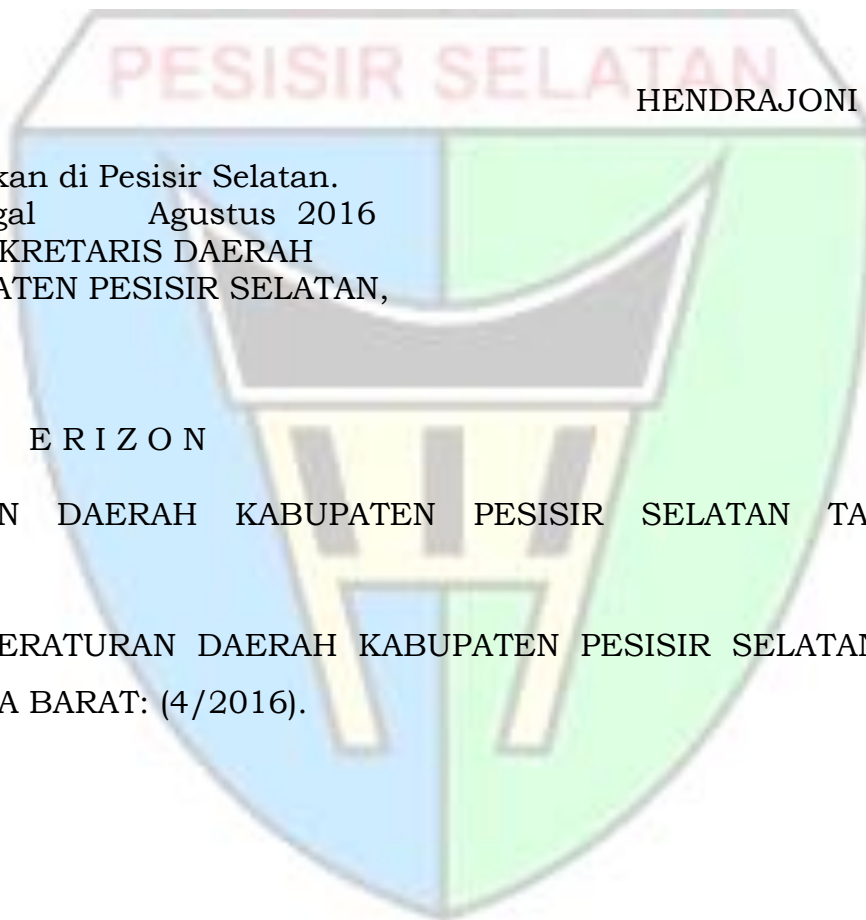 PESISIR SELATAN
HENDRAJONI
kan di Pesisir Selatan.
gal Agustus 2016
KRETARIS DAERAH
ATEN PESISIR SELATAN,
E R I Z O N
N DAERAH KABUPATEN PESISIR SELATAN TA
ERATURAN DAERAH KABUPATEN PESISIR SELATAN
A BARAT: (4/2016).